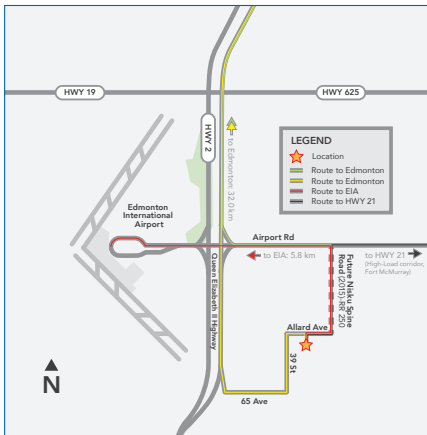 HWY 19
HWY 625
HWY 2
to Edmonton: 32.0 km
LEGEND
Location
Route to Edmonton
Route to Edmonton
Route to EIA
Route to HWY 21
Edmonton
International
Airport
Airport Rd
to EIA: 5.8 km
to HWY 21
(High-Load corridor,
Fort McMurray)
Queen Elizabeth II Highway
Future Nisku Spine
Road (2015)-RR 250
Allard Ave
39 St
65 Ave
N